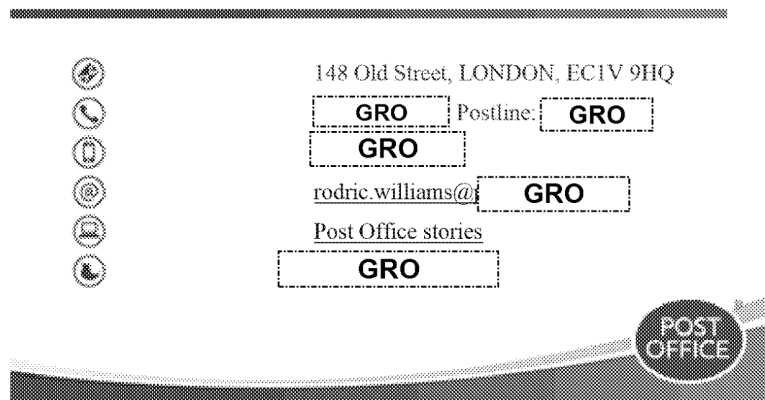 148 Old Street, LONDON, EC1V 9HQ
GRO Postline: GRO
GRO
rodric.williams@ GRO
Post Office stories
GRO
POST
OFFICE